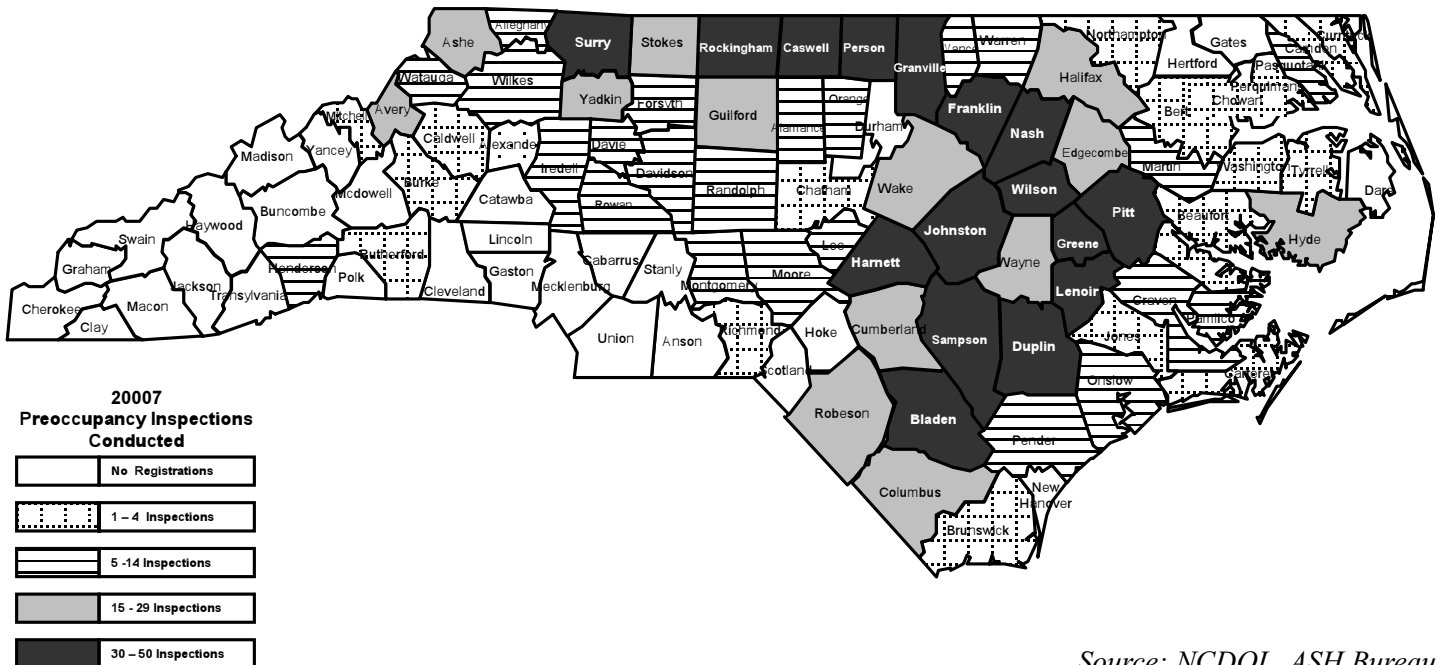 Ashe
Alleghany
Surry
Stokes
Rockingham
Caswell
Person
Granville
Vance
Warren
Northampton
Gates
Hertford
Camden
Pasquotank
Perquimans
Chowan
Halifax
Bert
Watauga
Wilkes
Yadkin
Forsyth
Guilford
Alamance
Orange
Durham
Franklin
Nash
Edgecombe
Martin
Washington
Tyrrell
Dare
Mitchell
Avery
Caldwell
Alexander
Davie
Iredell
Davidson
Randolph
Chatham
Wake
Wilson
Pitt
Beaufort
Hyde
Madison
Yancey
Mcdowell
Burke
Catawba
Rowan
Johnston
Greene
Buncombe
Haywood
Swain
Graham
Cherokee
Clay
Macon
Jackson
Transylvania
Henderson
Polk
Rutherford
Cleveland
Lincoln
Gaston
Mecklenburg
Cabarrus
Stanly
Montgomery
Moore
Lee
Harnett
Wayne
Lenoir
Craven
Pamlico
Jones
Carteret
Onslow
Union
Anson
Richmond
Hoke
Scotland
Cumberland
Sampson
Duplin
Robeson
Bladen
Pender
Columbus
New
Hanover
Brunswick
20007
Preoccupancy Inspections
Conducted
No Registrations
1 – 4 Inspections
5 -14 Inspections
15 - 29 Inspections
30 – 50 Inspections
Source: NCDOL, ASH Bureau